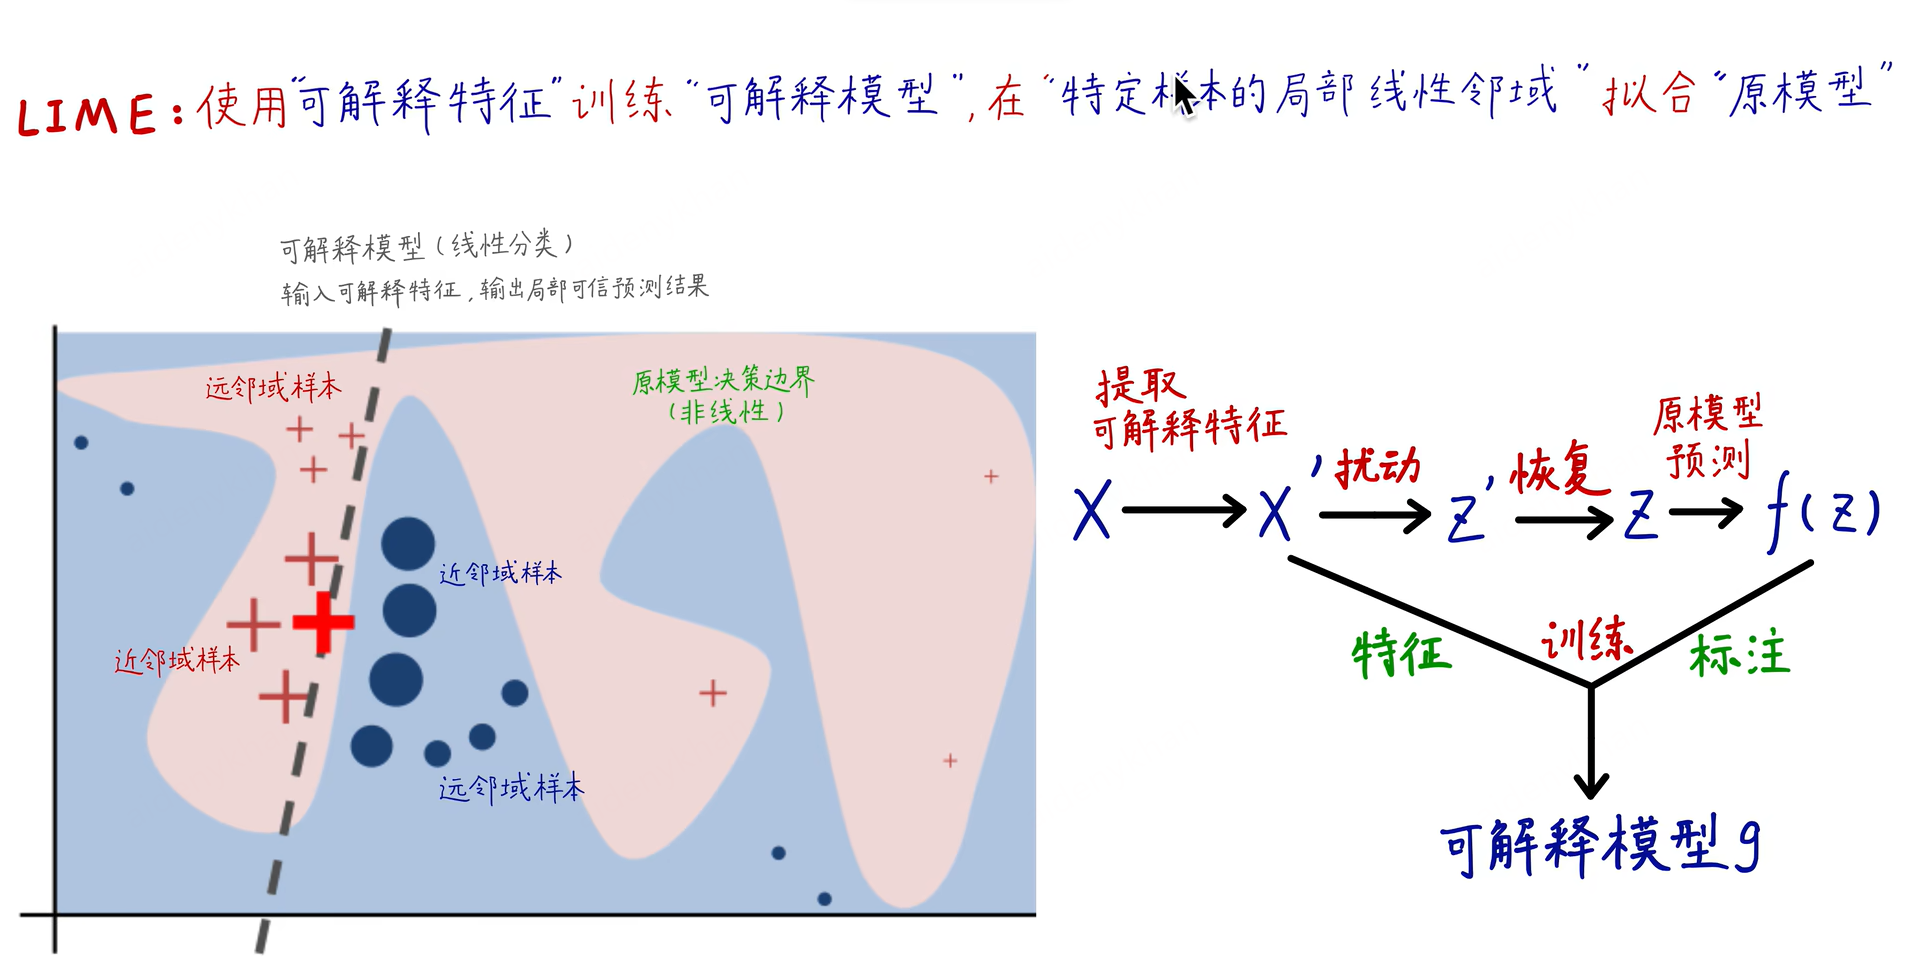 LIME:使用“可解释特征”训练“可解释模型”,在“特定样本的局部线性邻域”拟合“原模型”
可解释模型(线性分类)
输入可解释特征,输出局部可信预测结果
远邻域样本
原模型决策边界
(非线性)
近邻域样本
近邻域样本
远邻域样本
提取
可解释特征
扰动
恢复
原模型
预测
X
X'
Z'
Z
f(Z)
特征
训练
标注
可解释模型g